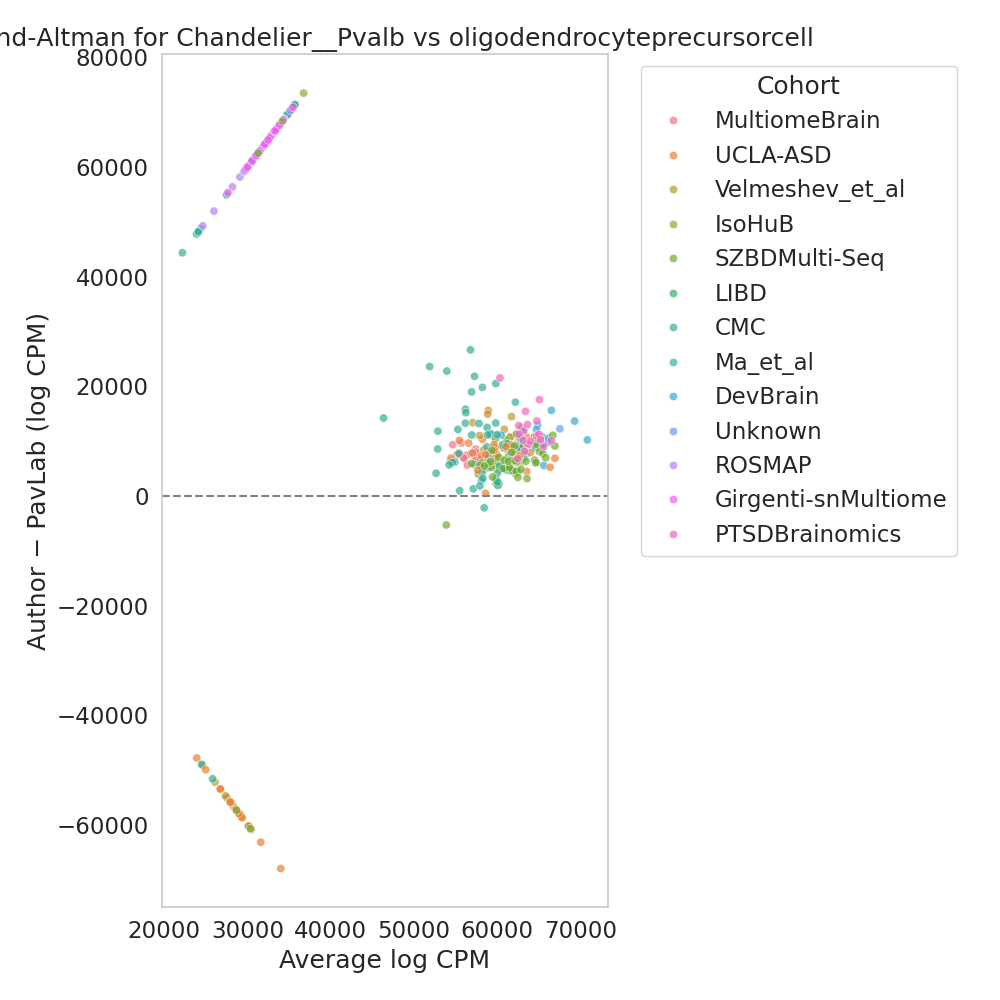 nd-Altman for Chandelier__Pvalb vs oligodendrocyteprecursorcell
80000
60000
40000
20000
0
−20000
−40000
−60000
Author − PavLab (log CPM)
20000 30000 40000 50000 60000 70000
Average log CPM
Cohort
MultiomeBrain
UCLA-ASD
Velmeshev_et_al
IsoHuB
SZBDMulti-Seq
LIBD
CMC
Ma_et_al
DevBrain
Unknown
ROSMAP
Girgenti-snMultiome
PTSDBrainomics